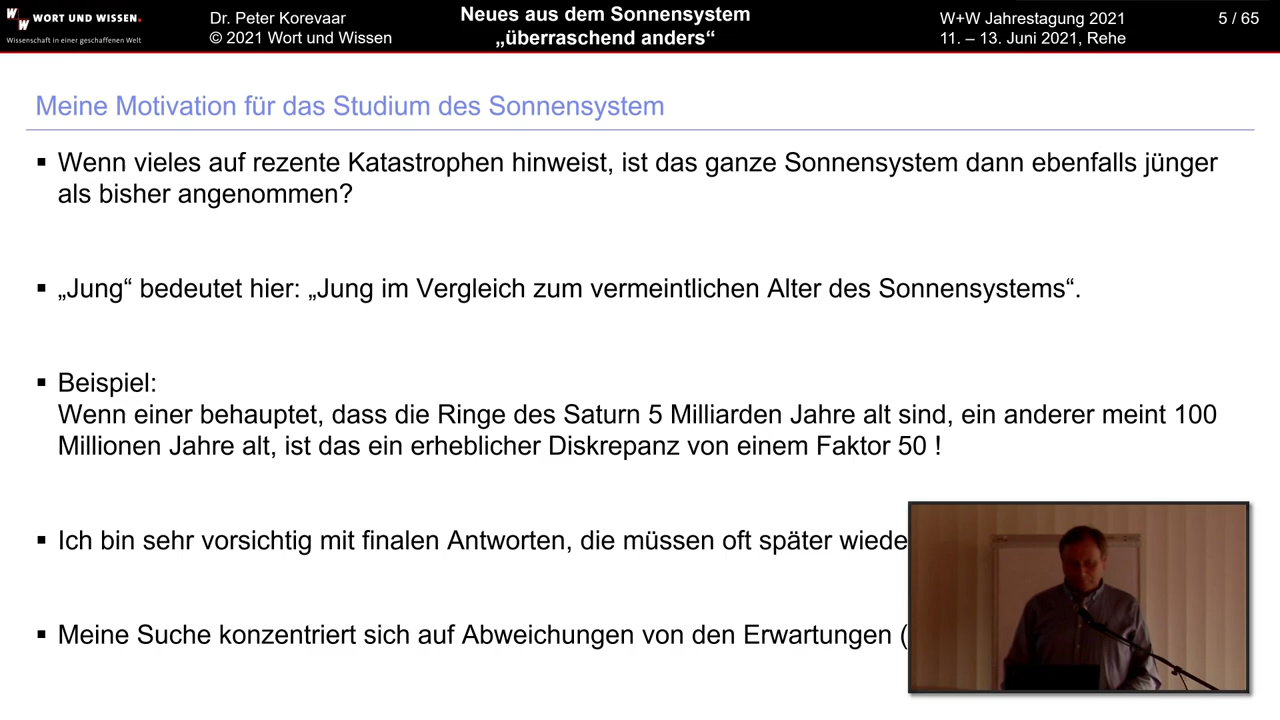 WORT UND WISSEN.
Wissenschaft in einer geschaffenen Welt
Dr. Peter Korevaar
© 2021 Wort und Wissen
Neues aus dem Sonnensystem
„überraschend anders“
W+W Jahrestagung 2021
11. – 13. Juni 2021, Rehe
5 / 65
Meine Motivation für das Studium des Sonnensystem
▪ Wenn vieles auf rezente Katastrophen hinweist, ist das ganze Sonnensystem dann ebenfalls jünger
als bisher angenommen?
▪ „Jung“ bedeutet hier: „Jung im Vergleich zum vermeintlichen Alter des Sonnensystems“.
▪ Beispiel:
Wenn einer behauptet, dass die Ringe des Saturn 5 Milliarden Jahre alt sind, ein anderer meint 100
Millionen Jahre alt, ist das ein erheblicher Diskrepanz von einem Faktor 50 !
▪ Ich bin sehr vorsichtig mit finalen Antworten, die müssen oft später wiede
▪ Meine Suche konzentriert sich auf Abweichungen von den Erwartungen (